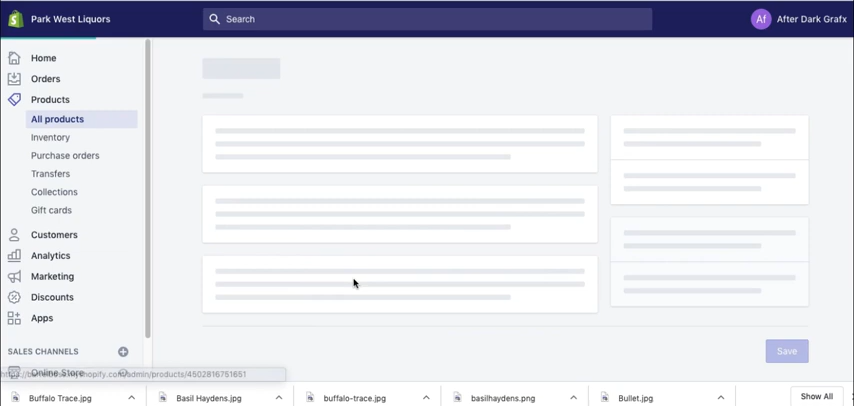 Park West Liquors
Search
Af After Dark Grafx
Home
Orders
Products
All products
Inventory
Purchase orders
Transfers
Collections
Gift cards
Customers
Analytics
Marketing
Discounts
Apps
SALES CHANNELS
Online Store
Save
Buffalo Trace.jpg
Basil Haydens.jpg
buffalo-trace.jpg
basilhaydens.png
Bullet.jpg
Show All